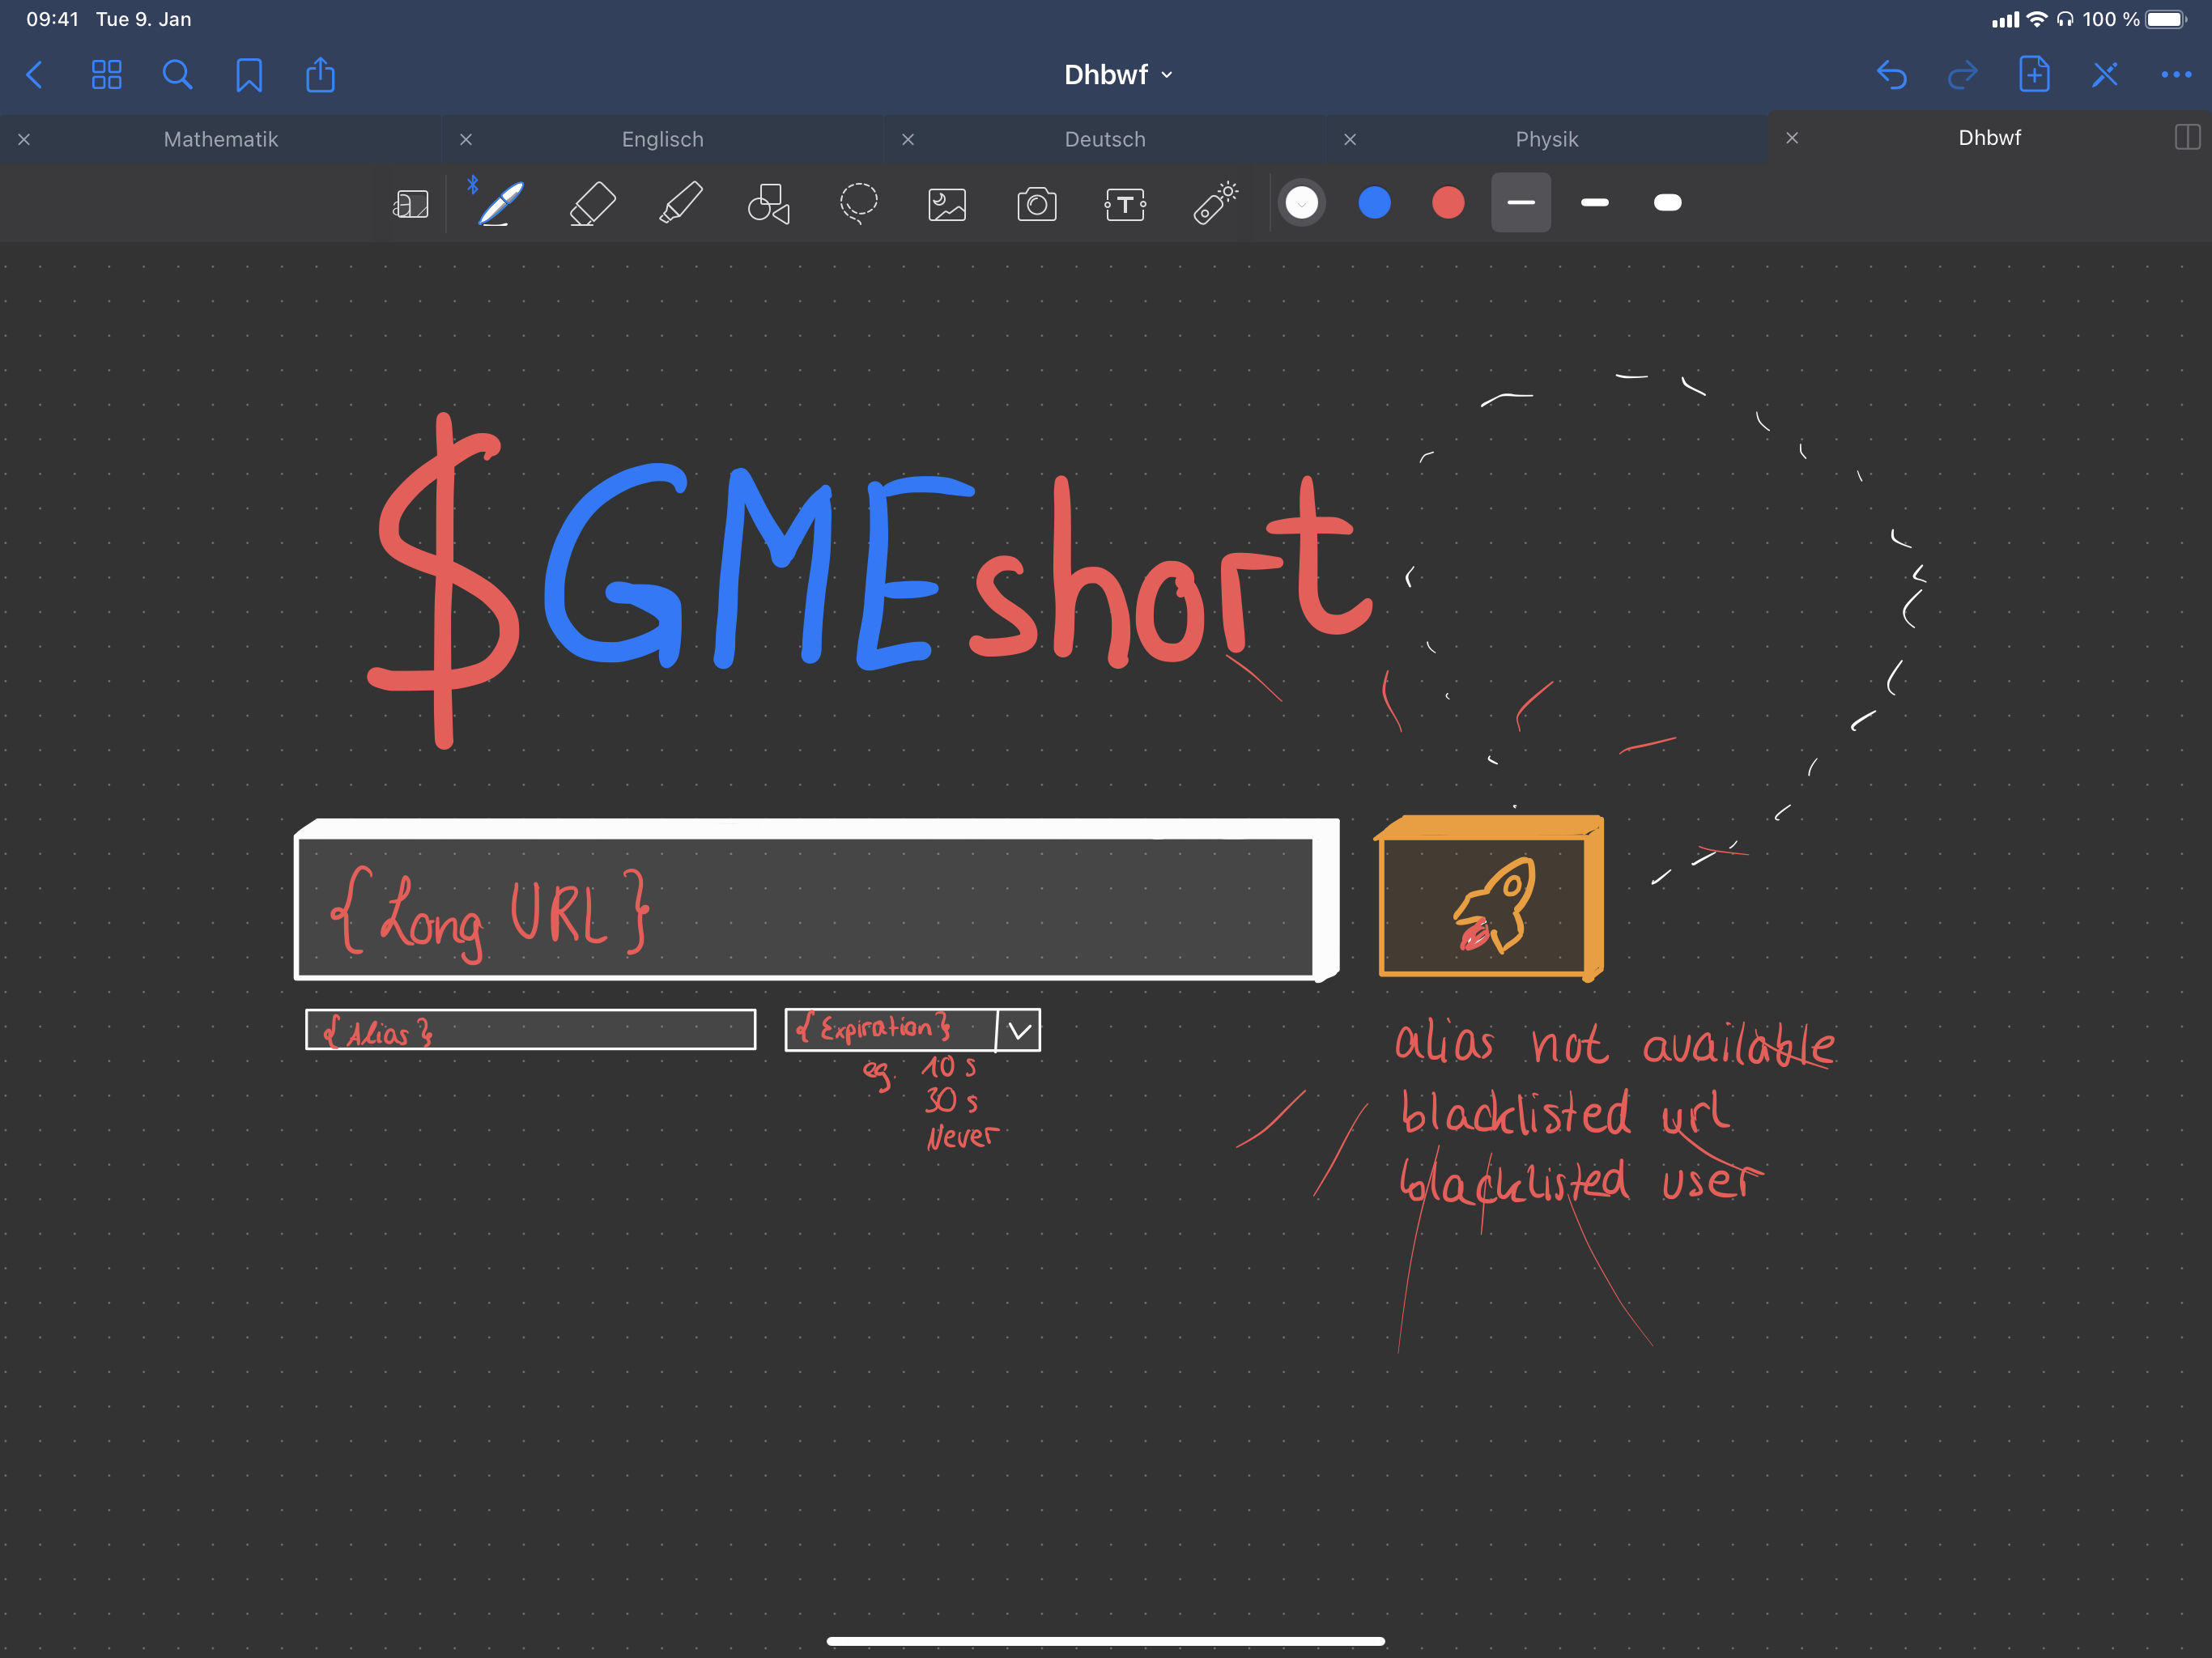 09:41 Tue 9. Jan 100 %
Dhbwf
Mathematik Englisch Deutsch Physik Dhbwf
$GMEshort
{Long URL}
{Alias} {Expiration}
eg. 10 s
30 s
Never
alias not available
blacklisted url
blacklisted user